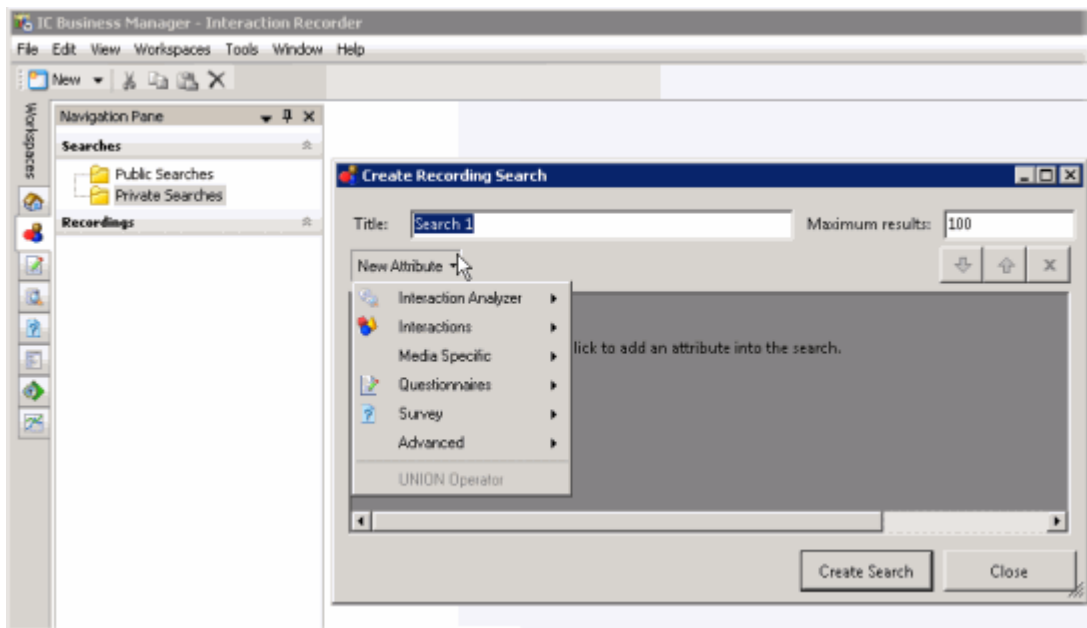 IC Business Manager - Interaction Recorder
File Edit View Workspaces Tools Window Help
New
Workspaces
Navigation Pane
Searches
Public Searches
Private Searches
Recordings
Create Recording Search
Title: Search 1 Maximum results: 100
New Attribute
Interaction Analyzer
Interactions
lick to add an attribute into the search.
Media Specific
Questionnaires
Survey
Advanced
UNION Operator
Create Search Close